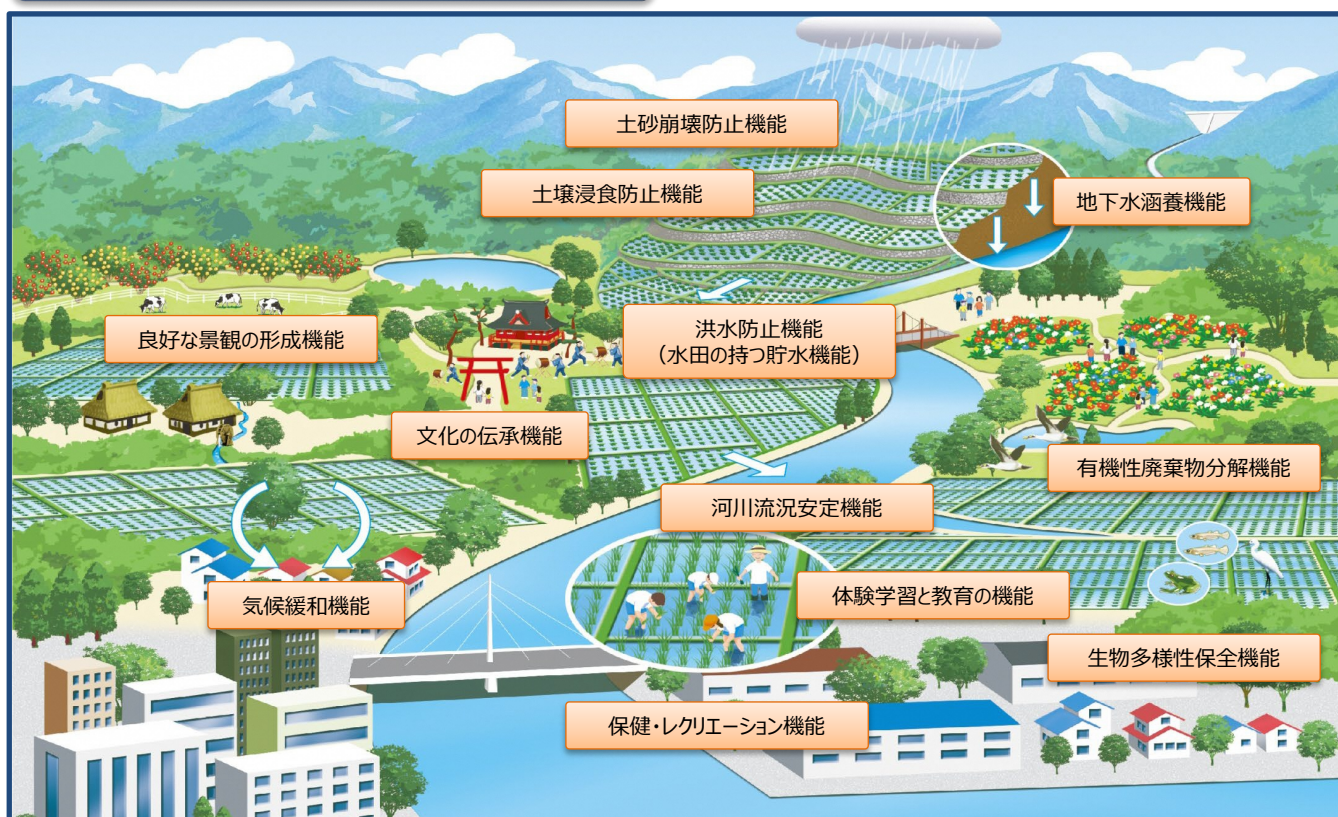 土砂崩壊防止機能
土壌浸食防止機能
地下水涵養機能
良好な景観の形成機能
洪水防止機能
(水田の持つ貯水機能)
文化の伝承機能
有機性廃棄物分解機能
河川流況安定機能
気候緩和機能
体験学習と教育の機能
生物多様性保全機能
保健・レクリエーション機能